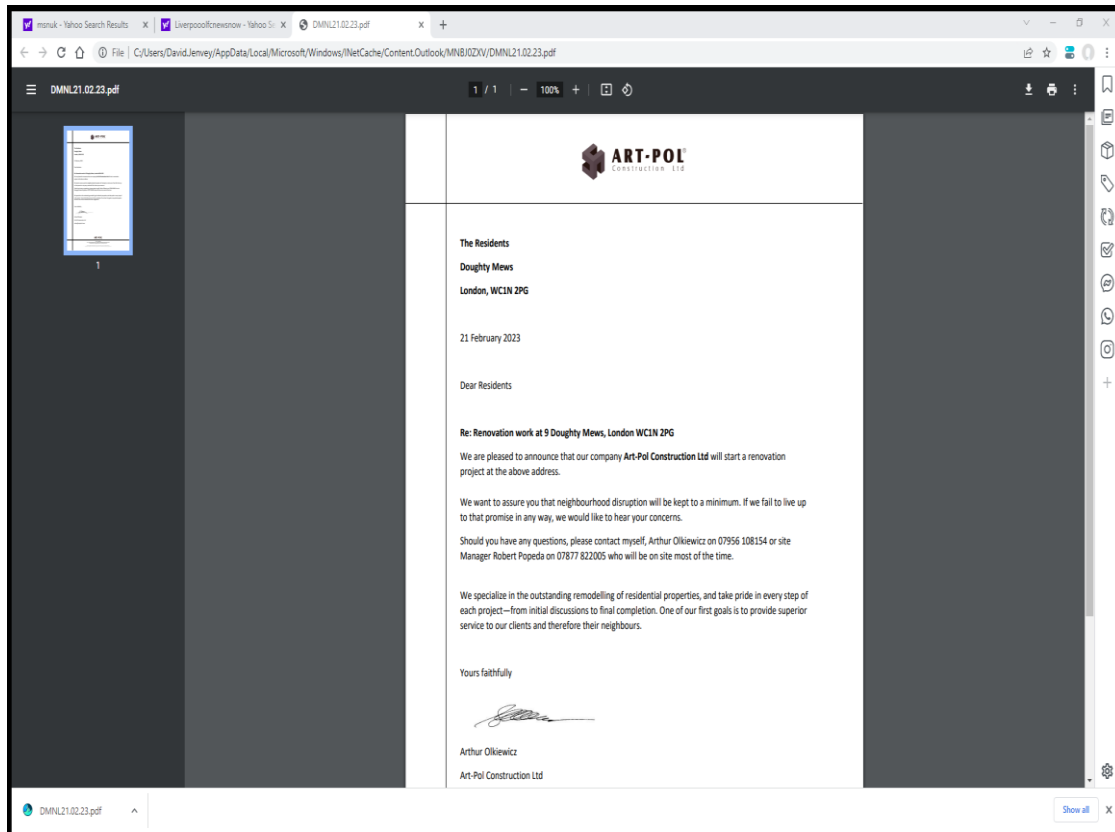 msnuk - Yahoo Search Results
Liverpooolfcnewsnow - Yahoo S
DMNL21.02.23.pdf
File
C:/Users/David.Jenvey/AppData/Local/Microsoft/Windows/INetCache/Content.Outlook/MNBJ0ZXV/DMNL21.02.23.pdf
DMNL21.02.23.pdf
1 / 1
100%
1
ART-POL
Construction Ltd
The Residents
Doughty Mews
London, WC1N 2PG
21 February 2023
Dear Residents
Re: Renovation work at 9 Doughty Mews, London WC1N 2PG
We are pleased to announce that our company Art-Pol Construction Ltd will start a renovation
project at the above address.
We want to assure you that neighbourhood disruption will be kept to a minimum. If we fail to live up
to that promise in any way, we would like to hear your concerns.
Should you have any questions, please contact myself, Arthur Olkiewicz on 07956 108154 or site
Manager Robert Popeda on 07877 822005 who will be on site most of the time.
We specialize in the outstanding remodelling of residential properties, and take pride in every step of
each project—from initial discussions to final completion. One of our first goals is to provide superior
service to our clients and therefore their neighbours.
Yours faithfully
Arthur Olkiewicz
Art-Pol Construction Ltd
DMNL21.02.23.pdf
Show all